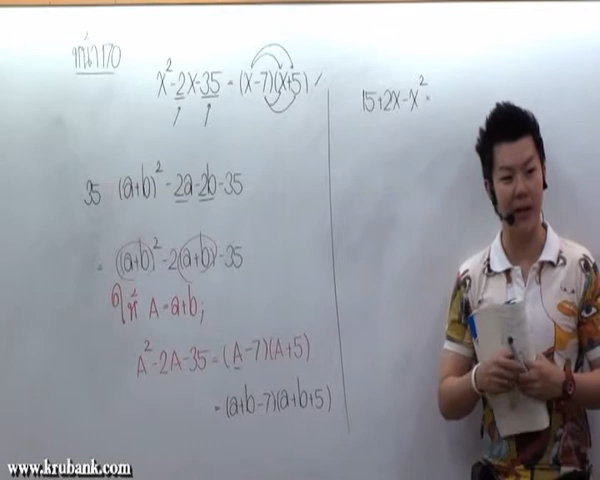 หน้า 170
x²-2x-35 = (x-7)(x+5) /
35 (a+b)² -2a-2b-35
= (a+b)² -2(a+b)-35
ให้ A = a+b;
A²-2A-35 = (A-7)(A+5)
= (a+b-7)(a+b+5)
15+2x-x² =
www.krubank.com